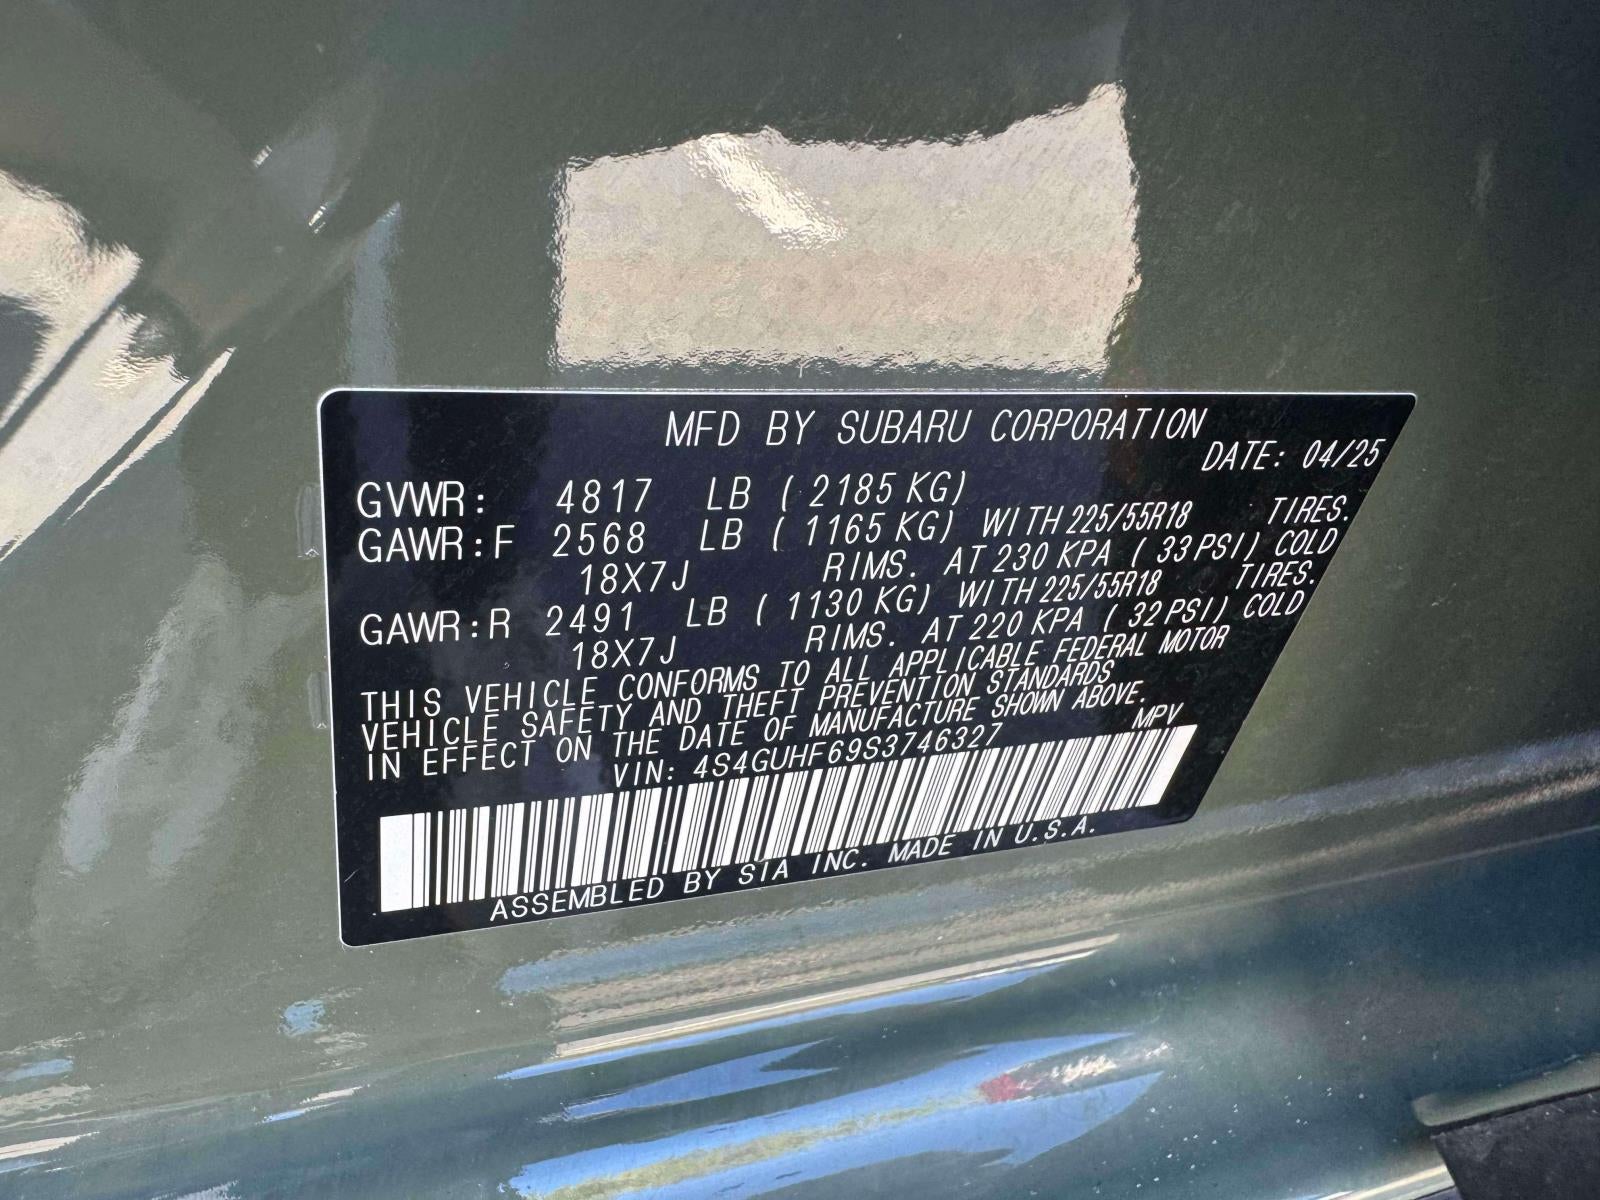 MFD BY SUBARU CORPORATION
DATE: 04/25
GVWR: 4817 LB (2185 KG)
GAWR:F 2568 LB (1165 KG) WITH 225/55R18 TIRES.
18X7J RIMS. AT 230 KPA (33 PSI) COLD
GAWR:R 2491 LB (1130 KG) WITH 225/55R18 TIRES.
18X7J RIMS. AT 220 KPA (32 PSI) COLD
THIS VEHICLE CONFORMS TO ALL APPLICABLE FEDERAL MOTOR
VEHICLE SAFETY AND THEFT PREVENTION STANDARDS
IN EFFECT ON THE DATE OF MANUFACTURE SHOWN ABOVE.
VIN: 4S4GUHF69S3746327 MPV
ASSEMBLED BY SIA INC. MADE IN U.S.A.